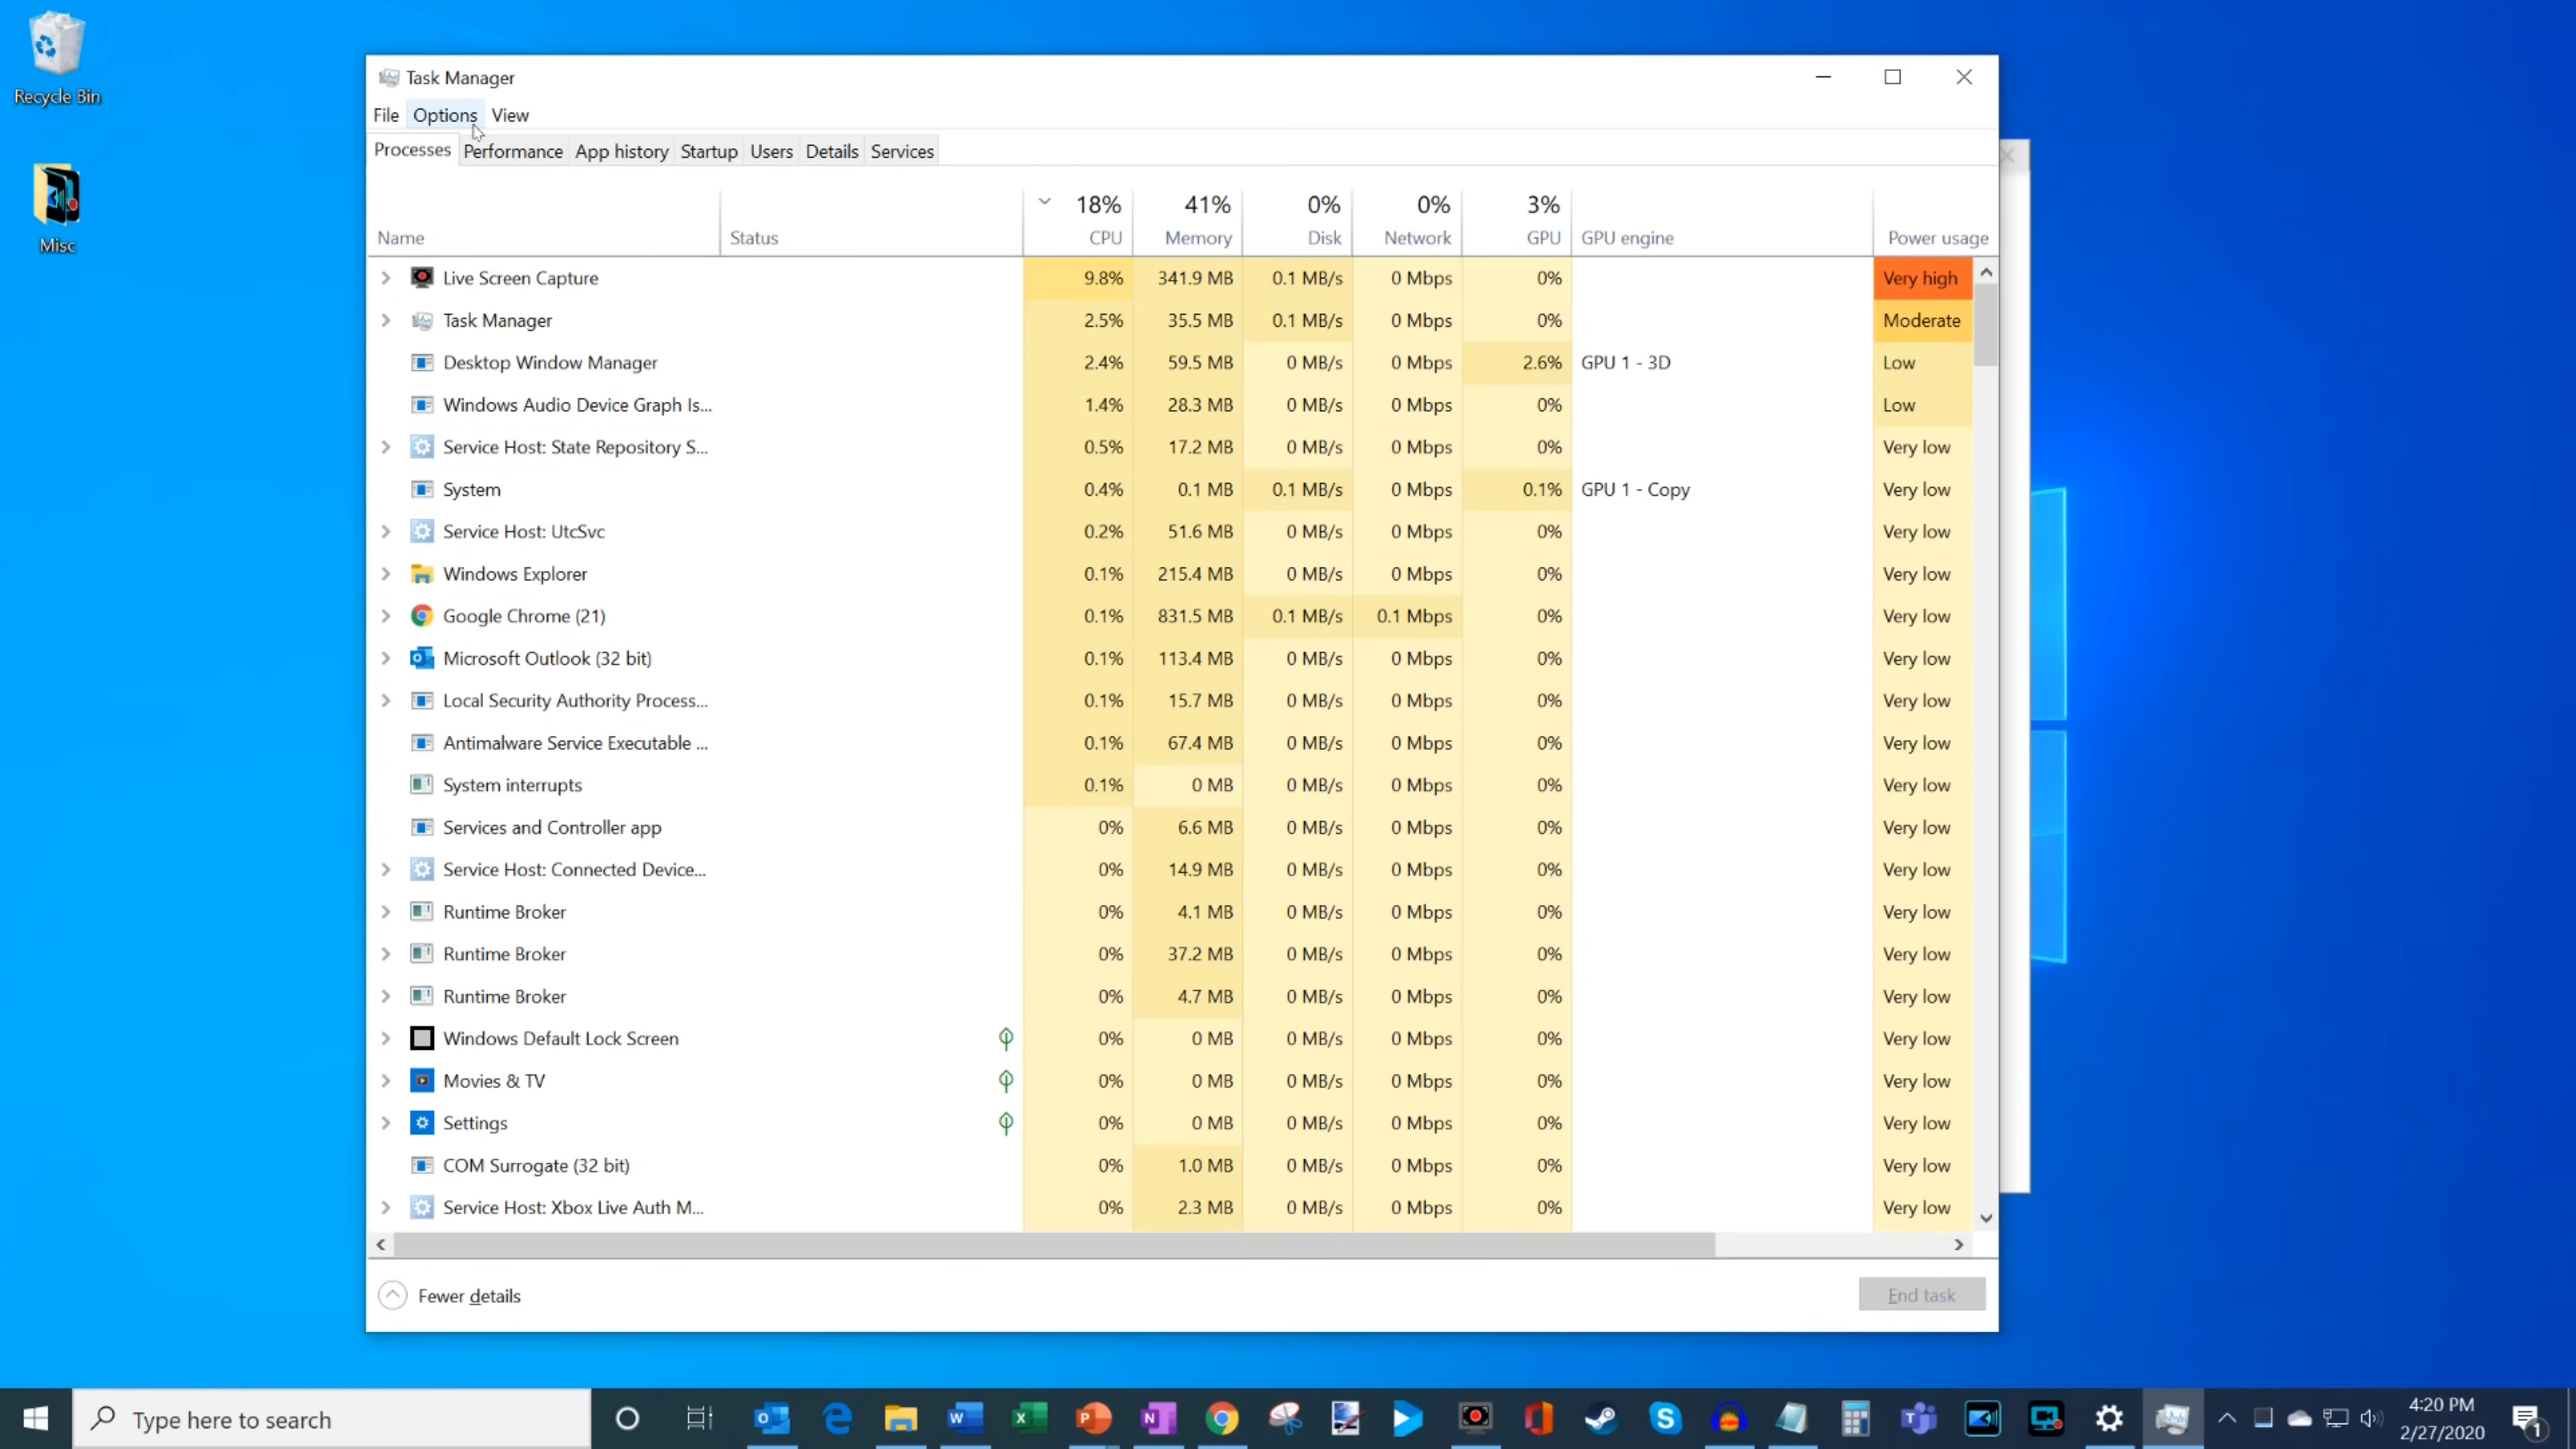 Recycle Bin
Misc
Task Manager
File Options View
Processes Performance App history Startup Users Details Services
18% 41% 0% 0% 3%
Name Status CPU Memory Disk Network GPU GPU engine Power usage
Live Screen Capture 9.8% 341.9 MB 0.1 MB/s 0 Mbps 0% Very high
Task Manager 2.5% 35.5 MB 0.1 MB/s 0 Mbps 0% Moderate
Desktop Window Manager 2.4% 59.5 MB 0 MB/s 0 Mbps 2.6% GPU 1 - 3D Low
Windows Audio Device Graph Is... 1.4% 28.3 MB 0 MB/s 0 Mbps 0% Low
Service Host: State Repository S... 0.5% 17.2 MB 0 MB/s 0 Mbps 0% Very low
System 0.4% 0.1 MB 0.1 MB/s 0 Mbps 0.1% GPU 1 - Copy Very low
Service Host: UtcSvc 0.2% 51.6 MB 0 MB/s 0 Mbps 0% Very low
Windows Explorer 0.1% 215.4 MB 0 MB/s 0 Mbps 0% Very low
Google Chrome (21) 0.1% 831.5 MB 0.1 MB/s 0.1 Mbps 0% Very low
Microsoft Outlook (32 bit) 0.1% 113.4 MB 0 MB/s 0 Mbps 0% Very low
Local Security Authority Process... 0.1% 15.7 MB 0 MB/s 0 Mbps 0% Very low
Antimalware Service Executable ... 0.1% 67.4 MB 0 MB/s 0 Mbps 0% Very low
System interrupts 0.1% 0 MB 0 MB/s 0 Mbps 0% Very low
Services and Controller app 0% 6.6 MB 0 MB/s 0 Mbps 0% Very low
Service Host: Connected Device... 0% 14.9 MB 0 MB/s 0 Mbps 0% Very low
Runtime Broker 0% 4.1 MB 0 MB/s 0 Mbps 0% Very low
Runtime Broker 0% 37.2 MB 0 MB/s 0 Mbps 0% Very low
Runtime Broker 0% 4.7 MB 0 MB/s 0 Mbps 0% Very low
Windows Default Lock Screen 0% 0 MB 0 MB/s 0 Mbps 0% Very low
Movies & TV 0% 0 MB 0 MB/s 0 Mbps 0% Very low
Settings 0% 0 MB 0 MB/s 0 Mbps 0% Very low
COM Surrogate (32 bit) 0% 1.0 MB 0 MB/s 0 Mbps 0% Very low
Service Host: Xbox Live Auth M... 0% 2.3 MB 0 MB/s 0 Mbps 0% Very low
Fewer details End task
Type here to search
4:20 PM
2/27/2020
1